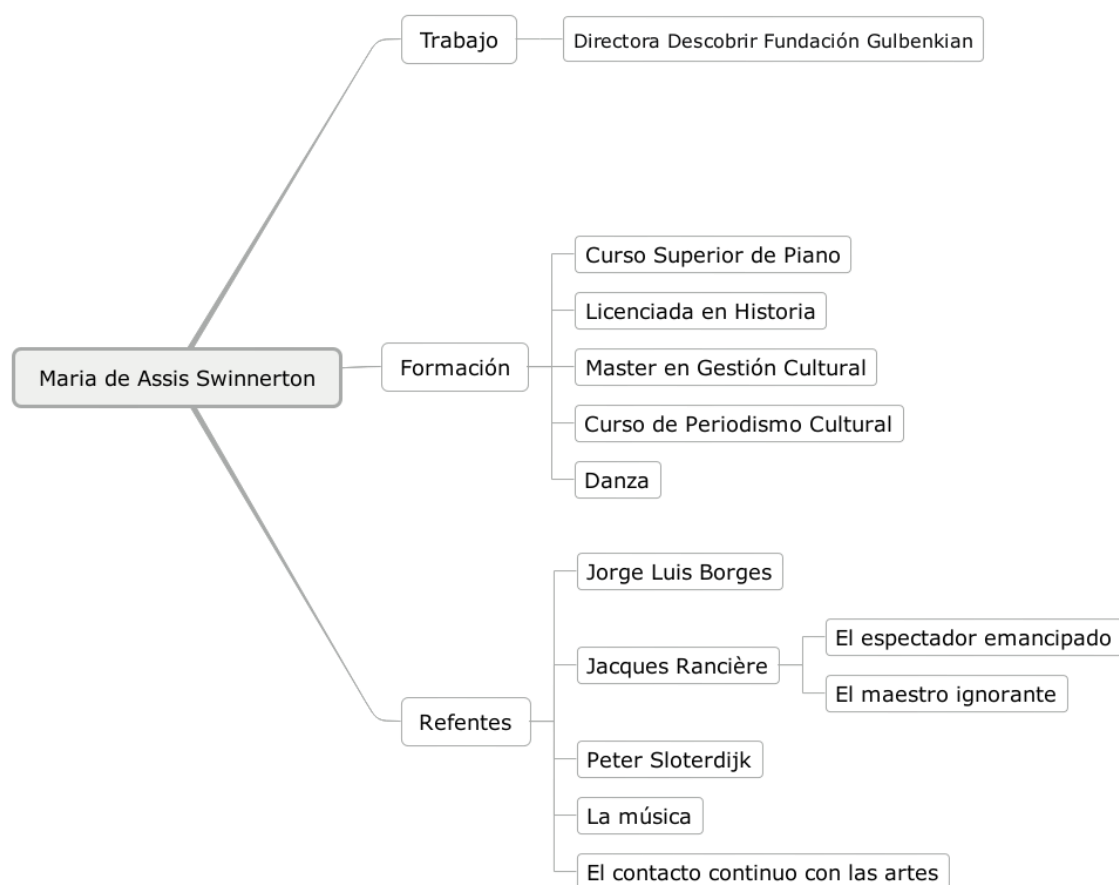 Trabajo
Directora Descobrir Fundación Gulbenkian
Maria de Assis Swinnerton
Formación
Curso Superior de Piano
Licenciada en Historia
Master en Gestión Cultural
Curso de Periodismo Cultural
Danza
Refentes
Jorge Luis Borges
Jacques Rancière
El espectador emancipado
El maestro ignorante
Peter Sloterdijk
La música
El contacto continuo con las artes